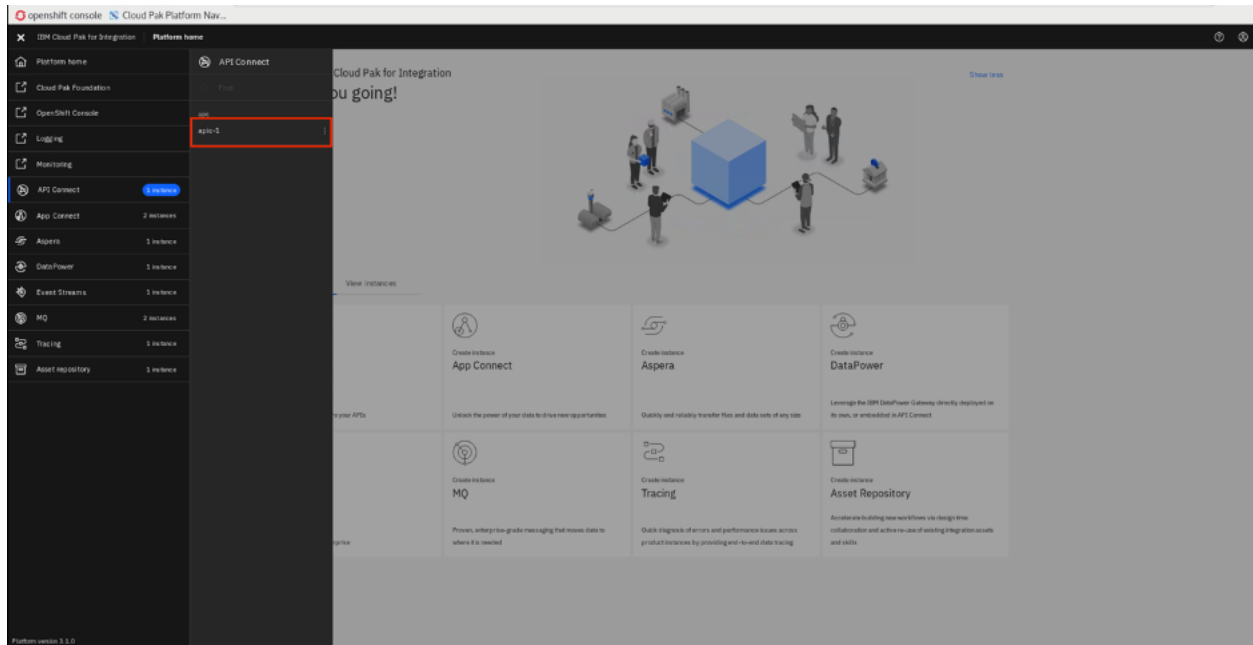 openshift console Cloud Pak Platform Nav...
IBM Cloud Pak for Integration Platform home
Platform home
Cloud Pak Foundation
OpenShift Console
Logging
Monitoring
API Connect 1 instance
App Connect 2 instances
Aspera 1 instance
DataPower 1 instance
Event Streams 1 instance
MQ 2 instances
Tracing 1 instance
Asset repository 1 instance
Platform version 3.1.0
API Connect
Find
apic
apic-1
Cloud Pak for Integration
ou going!
Show less
View instances
Create instance
App Connect
Unlock the power of your data to drive new opportunities
Create instance
Aspera
Quickly and reliably transfer files and data sets of any size
Create instance
DataPower
Leverage the IBM DataPower Gateway directly deployed on
its own, or embedded in API Connect
e your APIs
Create instance
MQ
Proven, enterprise-grade messaging that moves data to
where it is needed
Create instance
Tracing
Quick diagnosis of errors and performance issues across
product instances by providing end-to-end data tracing
Create instance
Asset Repository
Accelerate building new workflows via design time
collaboration and active re-use of existing integration assets
and skills
erprise